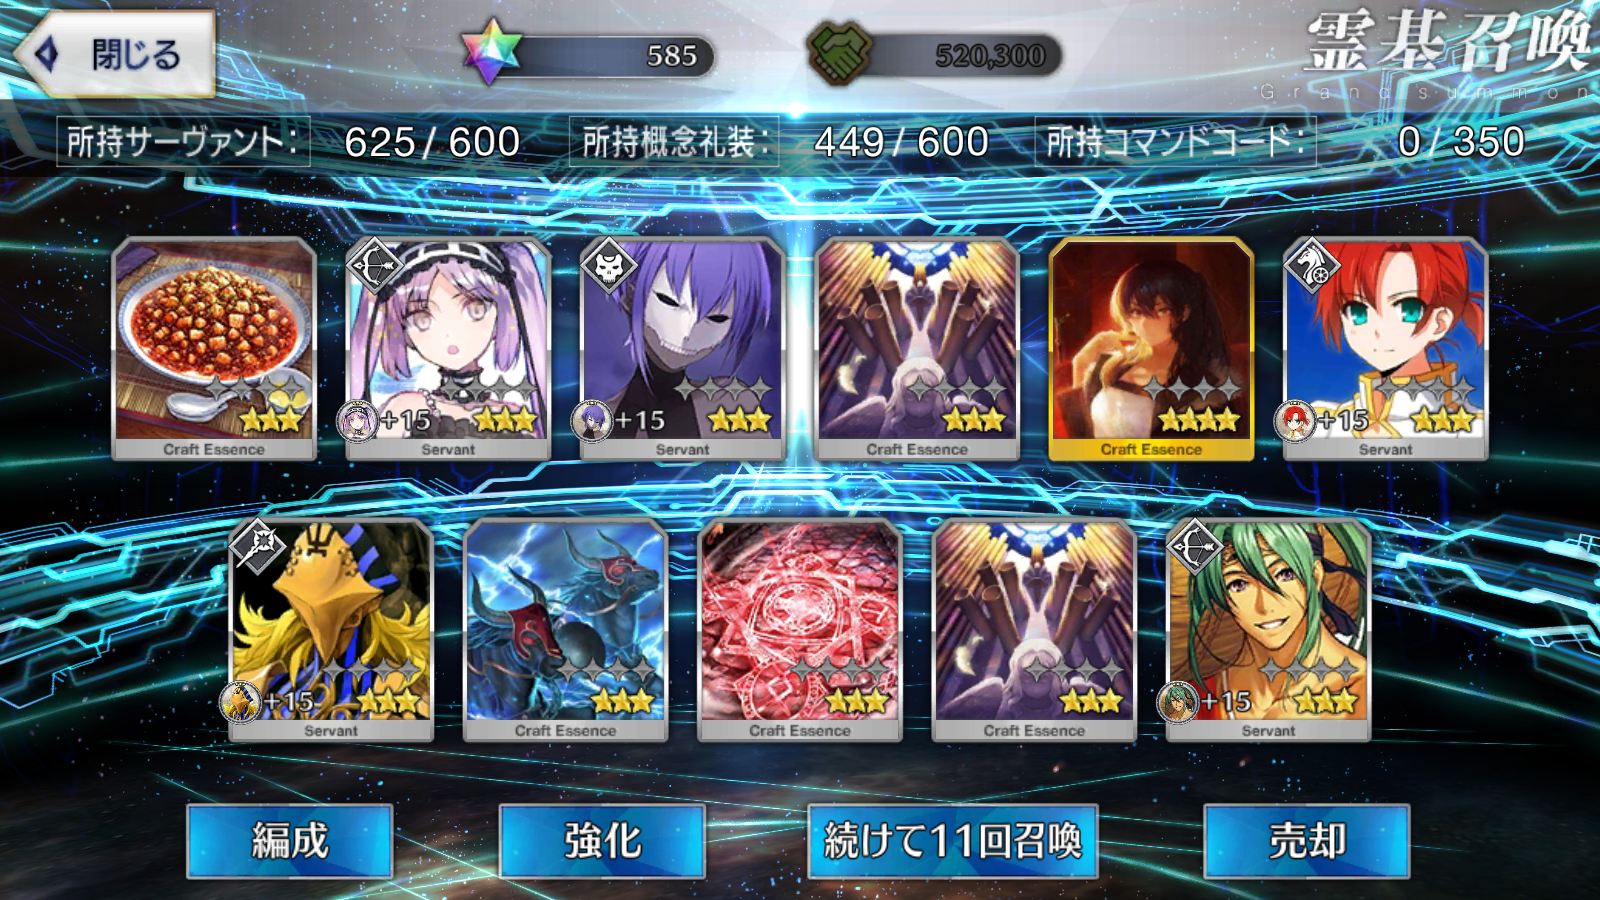 閉じる
585
520,300
霊基召喚
Grand summon
所持サーヴァント: 625 / 600
所持概念礼装: 449 / 600
所持コマンドコード: 0 / 350
Craft Essence
+15
Servant
+15
Servant
Craft Essence
Craft Essence
+15
Servant
+15
Servant
Craft Essence
Craft Essence
Craft Essence
+15
Servant
編成
強化
続けて11回召喚
売却